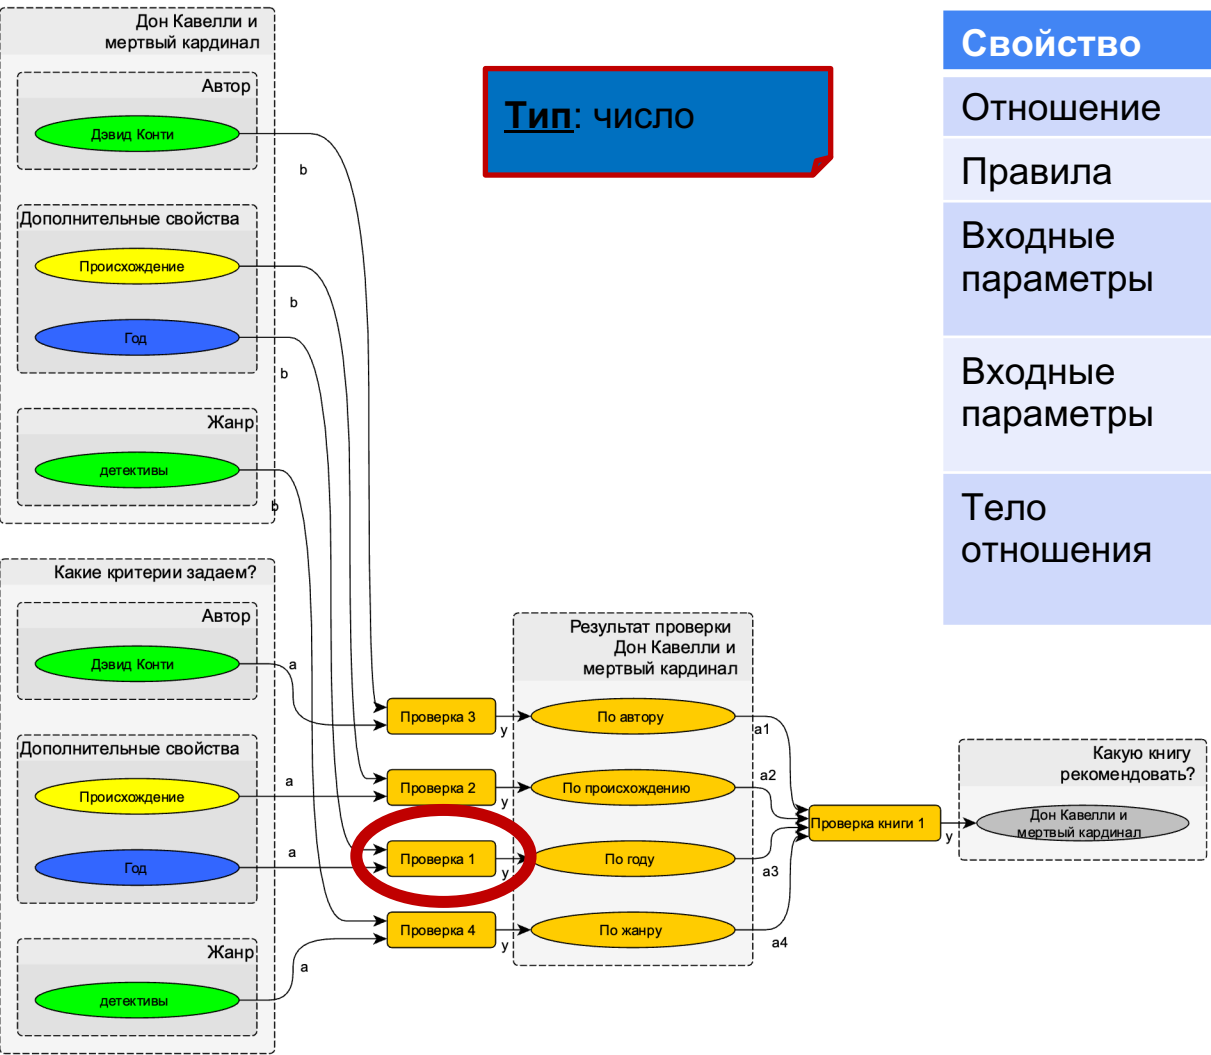 Дон Кавелли и
мертвый кардинал
Автор
Дэвид Конти
b
Дополнительные свойства
Происхождение
b
Год
b
Жанр
детективы
b
Тип: число
Свойство
Отношение
Правила
Входные
параметры
Входные
параметры
Тело
отношения
Какие критерии задаем?
Автор
Дэвид Конти
a
Дополнительные свойства
Происхождение
a
Год
a
Жанр
детективы
a
Проверка 3
y
Проверка 2
y
Проверка 1
y
Проверка 4
y
Результат проверки
Дон Кавелли и
мертвый кардинал
По автору
a1
По происхождению
a2
По году
a3
По жанру
a4
Проверка книги 1
y
Какую книгу
рекомендовать?
Дон Кавелли и
мертвый кардинал